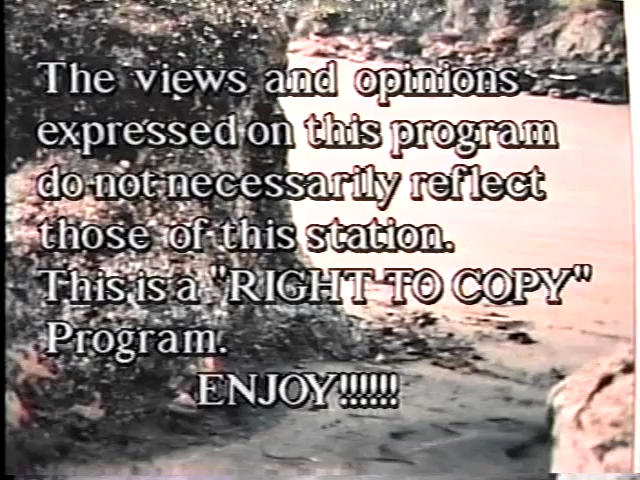 The views and opinions
expressed on this program
do not necessarily reflect
those of this station.
This is a "RIGHT TO COPY"
Program.
ENJOY!!!!!!